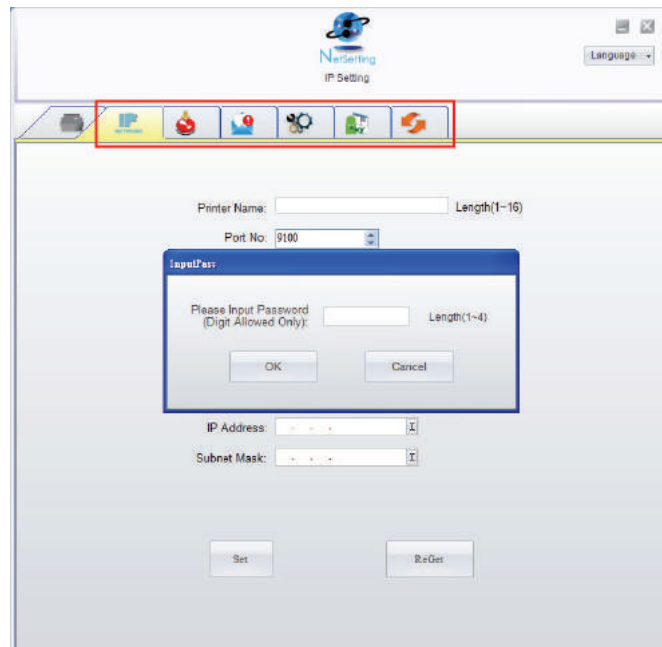 NetSetting
IP Setting
Language
IP
Printer Name:
Length(1~16)
Port No:
9100
InputPass
Please Input Password
(Digit Allowed Only):
Length(1~4)
OK
Cancel
IP Address:
Subnet Mask:
Set
ReGet